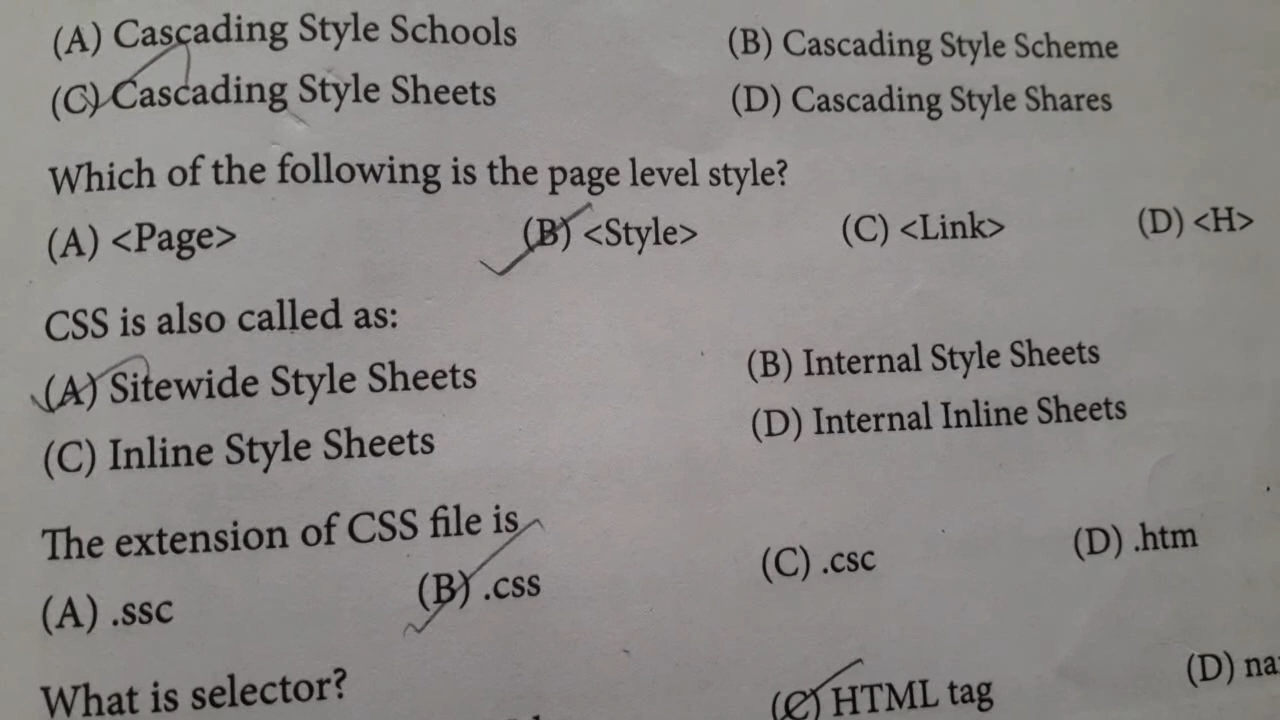 (A) Cascading Style Schools (B) Cascading Style Scheme
(C) Cascading Style Sheets (D) Cascading Style Shares
Which of the following is the page level style?
(A) <Page> (B) <Style> (C) <Link> (D) <H>
CSS is also called as:
(A) Sitewide Style Sheets (B) Internal Style Sheets
(C) Inline Style Sheets (D) Internal Inline Sheets
The extension of CSS file is
(A) .ssc (B) .css (C) .csc (D) .htm
What is selector?
(C) HTML tag (D)